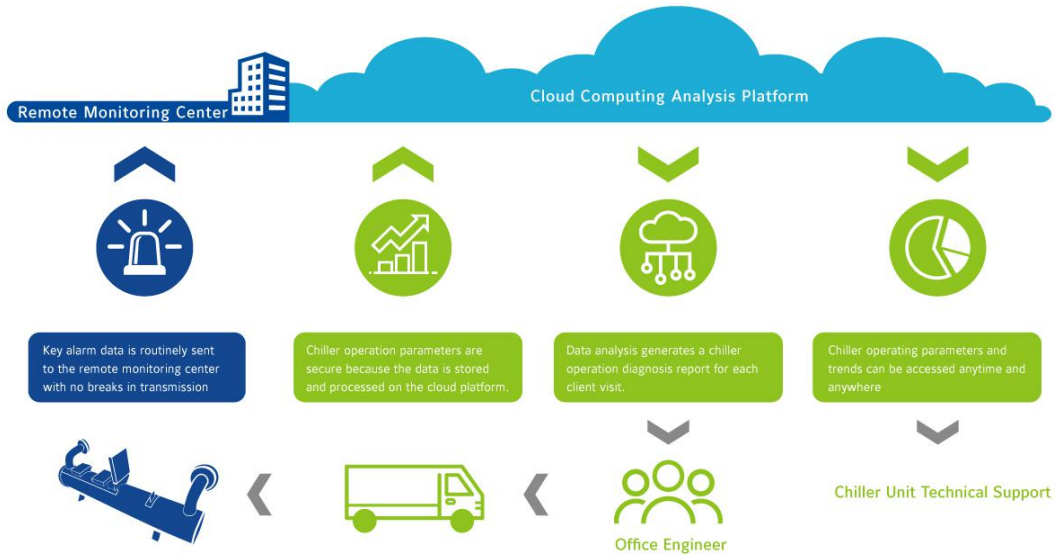 Remote Monitoring Center
Cloud Computing Analysis Platform
Key alarm data is routinely sent
to the remote monitoring center
with no breaks in transmission
Chiller operation parameters are
secure because the data is stored
and processed on the cloud platform.
Data analysis generates a chiller
operation diagnosis report for each
client visit.
Chiller operating parameters and
trends can be accessed anytime and
anywhere
Chiller Unit Technical Support
Office Engineer